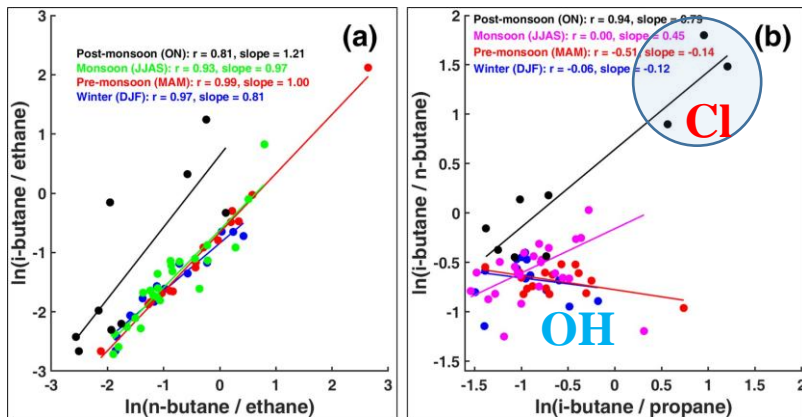 (a)
Post-monsoon (ON): r = 0.81, slope = 1.21
Monsoon (JJAS): r = 0.93, slope = 0.97
Pre-monsoon (MAM): r = 0.99, slope = 1.00
Winter (DJF): r = 0.97, slope = 0.81
ln(i-butane / ethane)
3
2
1
0
-1
-2
-3
-3 -2 -1 0 1 2 3
ln(n-butane / ethane)
(b)
Post-monsoon (ON): r = 0.94, slope = 0.79
Monsoon (JJAS): r = 0.00, slope = 0.45
Pre-monsoon (MAM): r = -0.51, slope = -0.14
Winter (DJF): r = -0.06, slope = -0.12
Cl
OH
ln(i-butane / n-butane)
2
1.5
1
0.5
0
-0.5
-1
-1.5
-1.5 -1 -0.5 0 0.5 1 1.5 2
ln(i-butane / propane)